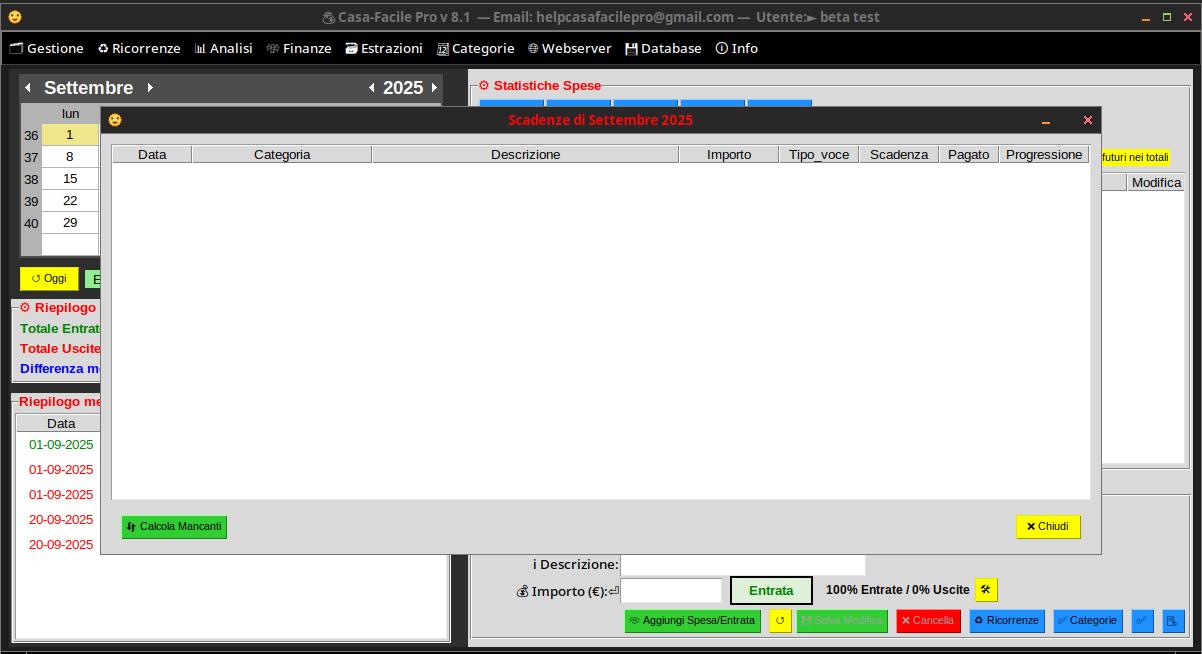 Casa-Facile Pro v 8.1 — Email: helpcasafacilepro@gmail.com — Utente:► beta test
Gestione Ricorrenze Analisi Finanze Estrazioni Categorie Webserver Database Info
Settembre 2025
Statistiche Spese
lun
Scadenze di Settembre 2025
36 1
37 8
38 15
39 22
40 29
futuri nei totali
Modifica
Data Categoria Descrizione Importo Tipo_voce Scadenza Pagato Progressione
Oggi E
Riepilogo
Totale Entrat
Totale Uscite
Differenza m
Riepilogo me
Data
01-09-2025
01-09-2025
01-09-2025
20-09-2025
20-09-2025
Calcola Mancanti Chiudi
i Descrizione:
Importo (€):⏎ Entrata 100% Entrate / 0% Uscite
Aggiungi Spesa/Entrata Salva Modifica Cancella Ricorrenze Categorie